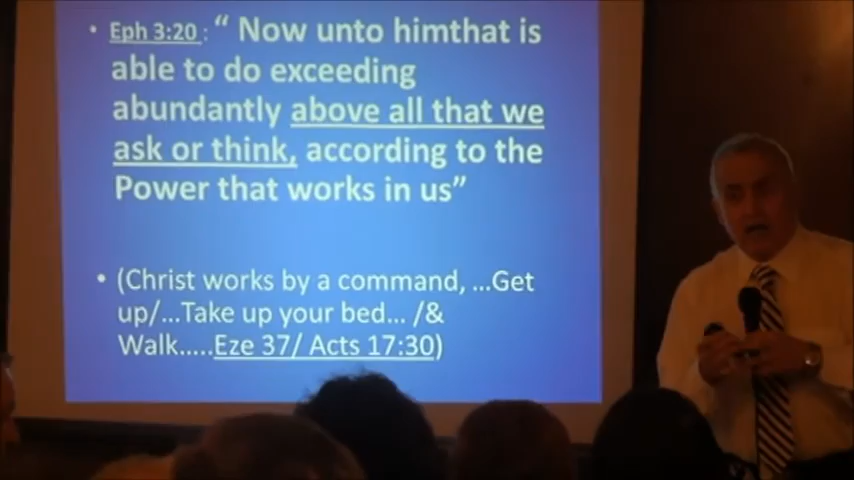 • Eph 3:20 : “ Now unto himthat is
able to do exceeding
abundantly above all that we
ask or think, according to the
Power that works in us”
• (Christ works by a command, ...Get
up/...Take up your bed... /&
Walk.....Eze 37/ Acts 17:30)